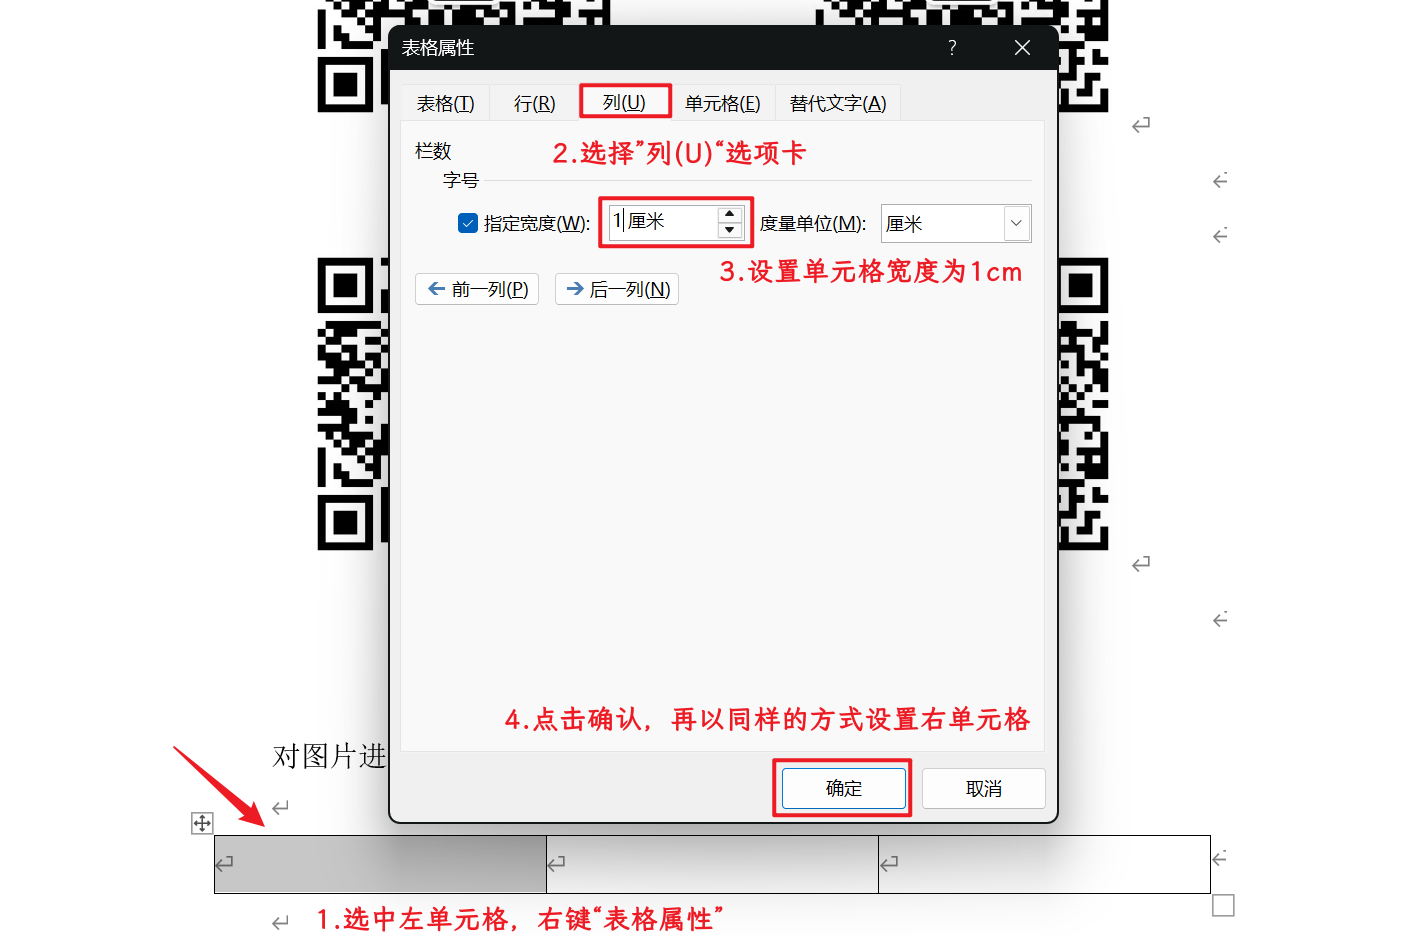 表格属性
表格(T) 行(R) 列(U) 单元格(E) 替代文字(A)
栏数
2.选择”列(U)“选项卡
字号
指定宽度(W): 1厘米 度量单位(M): 厘米
3.设置单元格宽度为1cm
前一列(P) 后一列(N)
4.点击确认，再以同样的方式设置右单元格
对图片进
确定 取消
1.选中左单元格，右键“表格属性”